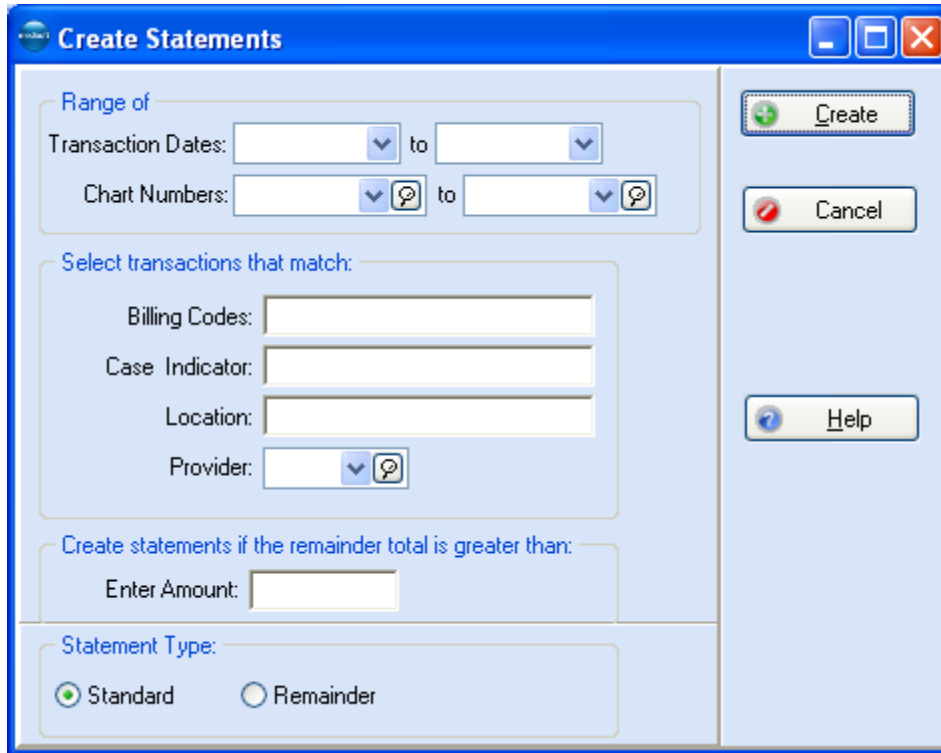 Create Statements
Range of
Transaction Dates: to
Chart Numbers: to
Select transactions that match:
Billing Codes:
Case Indicator:
Location:
Provider:
Create statements if the remainder total is greater than:
Enter Amount:
Statement Type:
Standard Remainder
Create
Cancel
Help